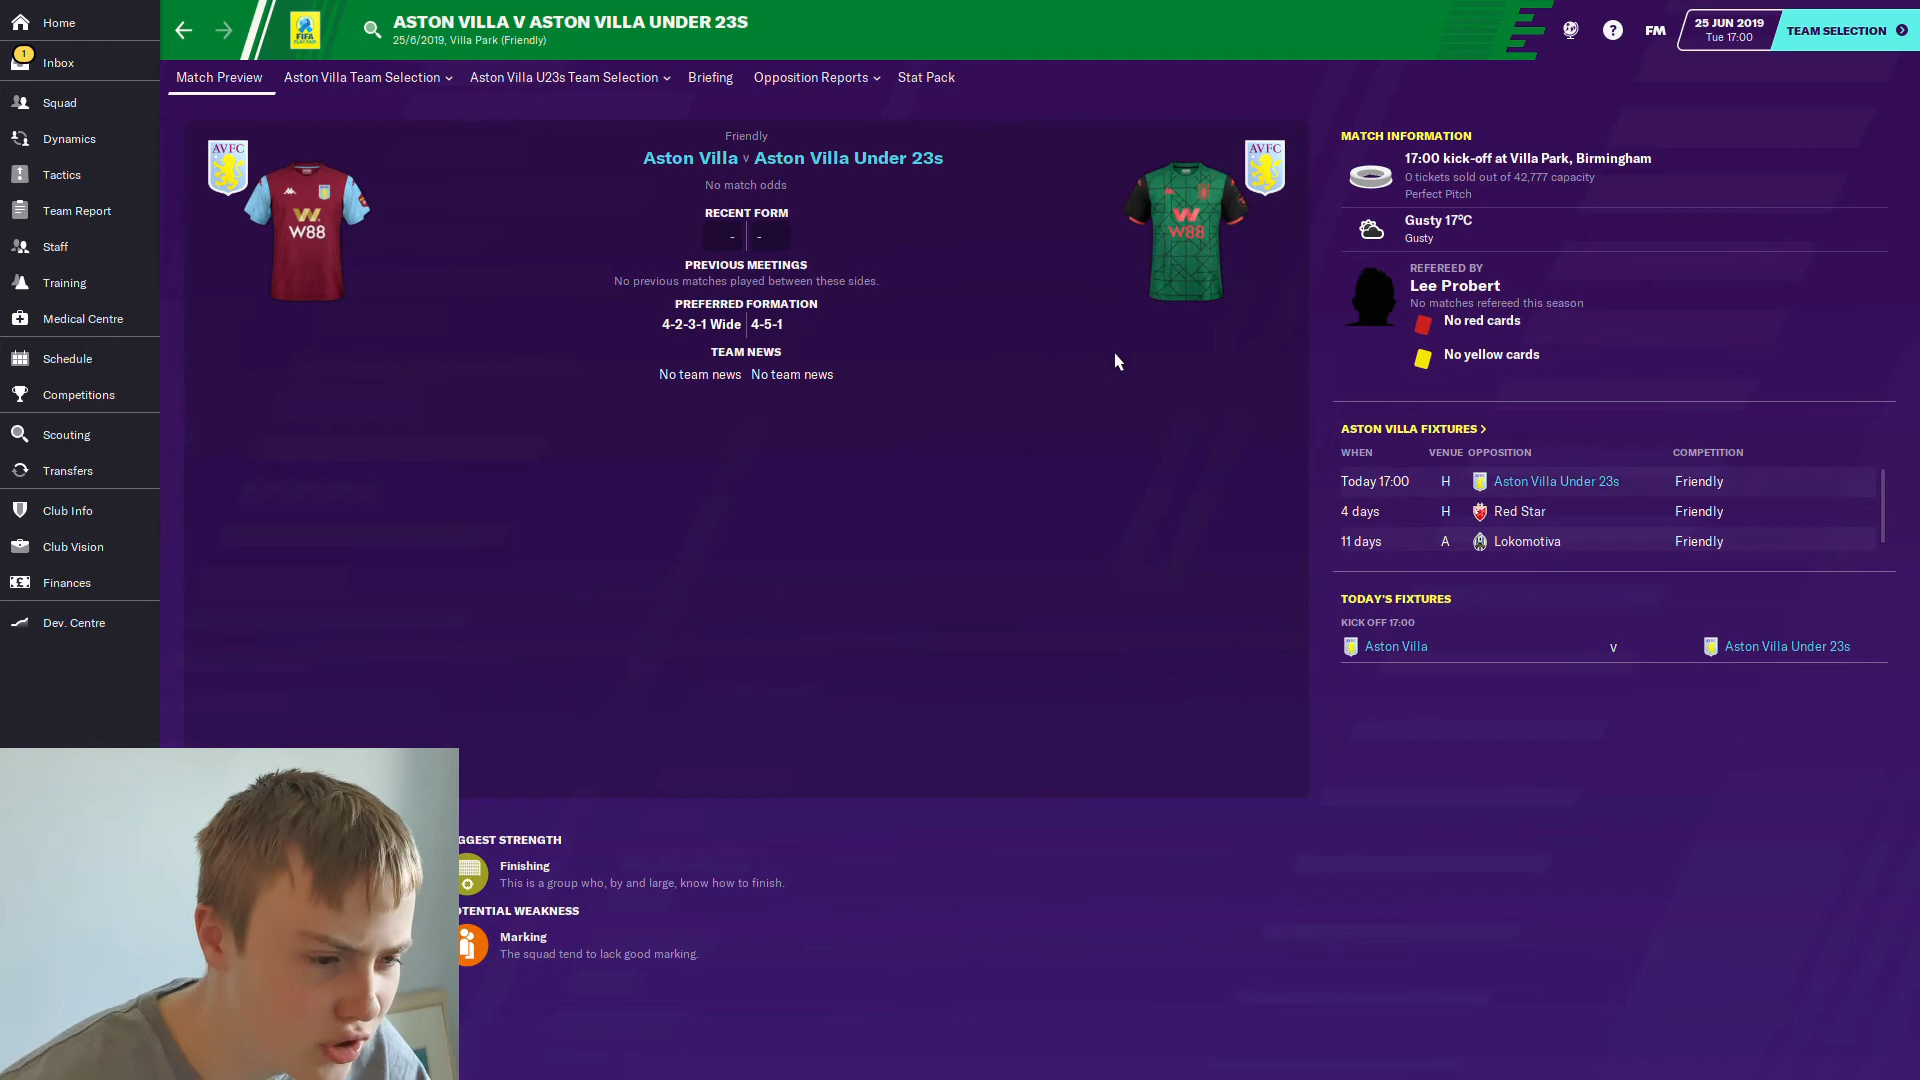 Home
1
Inbox
Squad
Dynamics
Tactics
Team Report
Staff
Training
Medical Centre
Schedule
Competitions
Scouting
Transfers
Club Info
Club Vision
Finances
Dev. Centre
FIFA
ASTON VILLA V ASTON VILLA UNDER 23S
25/6/2019, Villa Park (Friendly)
?
FM
25 JUN 2019
Tue 17:00
TEAM SELECTION
Match Preview
Aston Villa Team Selection
Aston Villa U23s Team Selection
Briefing
Opposition Reports
Stat Pack
AVFC
W88
Friendly
Aston Villa v Aston Villa Under 23s
No match odds
RECENT FORM
- -
PREVIOUS MEETINGS
No previous matches played between these sides.
PREFERRED FORMATION
4-2-3-1 Wide 4-5-1
TEAM NEWS
No team news No team news
AVFC
W88
MATCH INFORMATION
17:00 kick-off at Villa Park, Birmingham
0 tickets sold out of 42,777 capacity
Perfect Pitch
Gusty 17°C
Gusty
REFEREED BY
Lee Probert
No matches refereed this season
No red cards
No yellow cards
ASTON VILLA FIXTURES >
WHEN VENUE OPPOSITION COMPETITION
Today 17:00 H Aston Villa Under 23s Friendly
4 days H Red Star Friendly
11 days A Lokomotiva Friendly
TODAY'S FIXTURES
KICK OFF 17:00
Aston Villa v Aston Villa Under 23s
GGEST STRENGTH
Finishing
This is a group who, by and large, know how to finish.
OTENTIAL WEAKNESS
Marking
The squad tend to lack good marking.